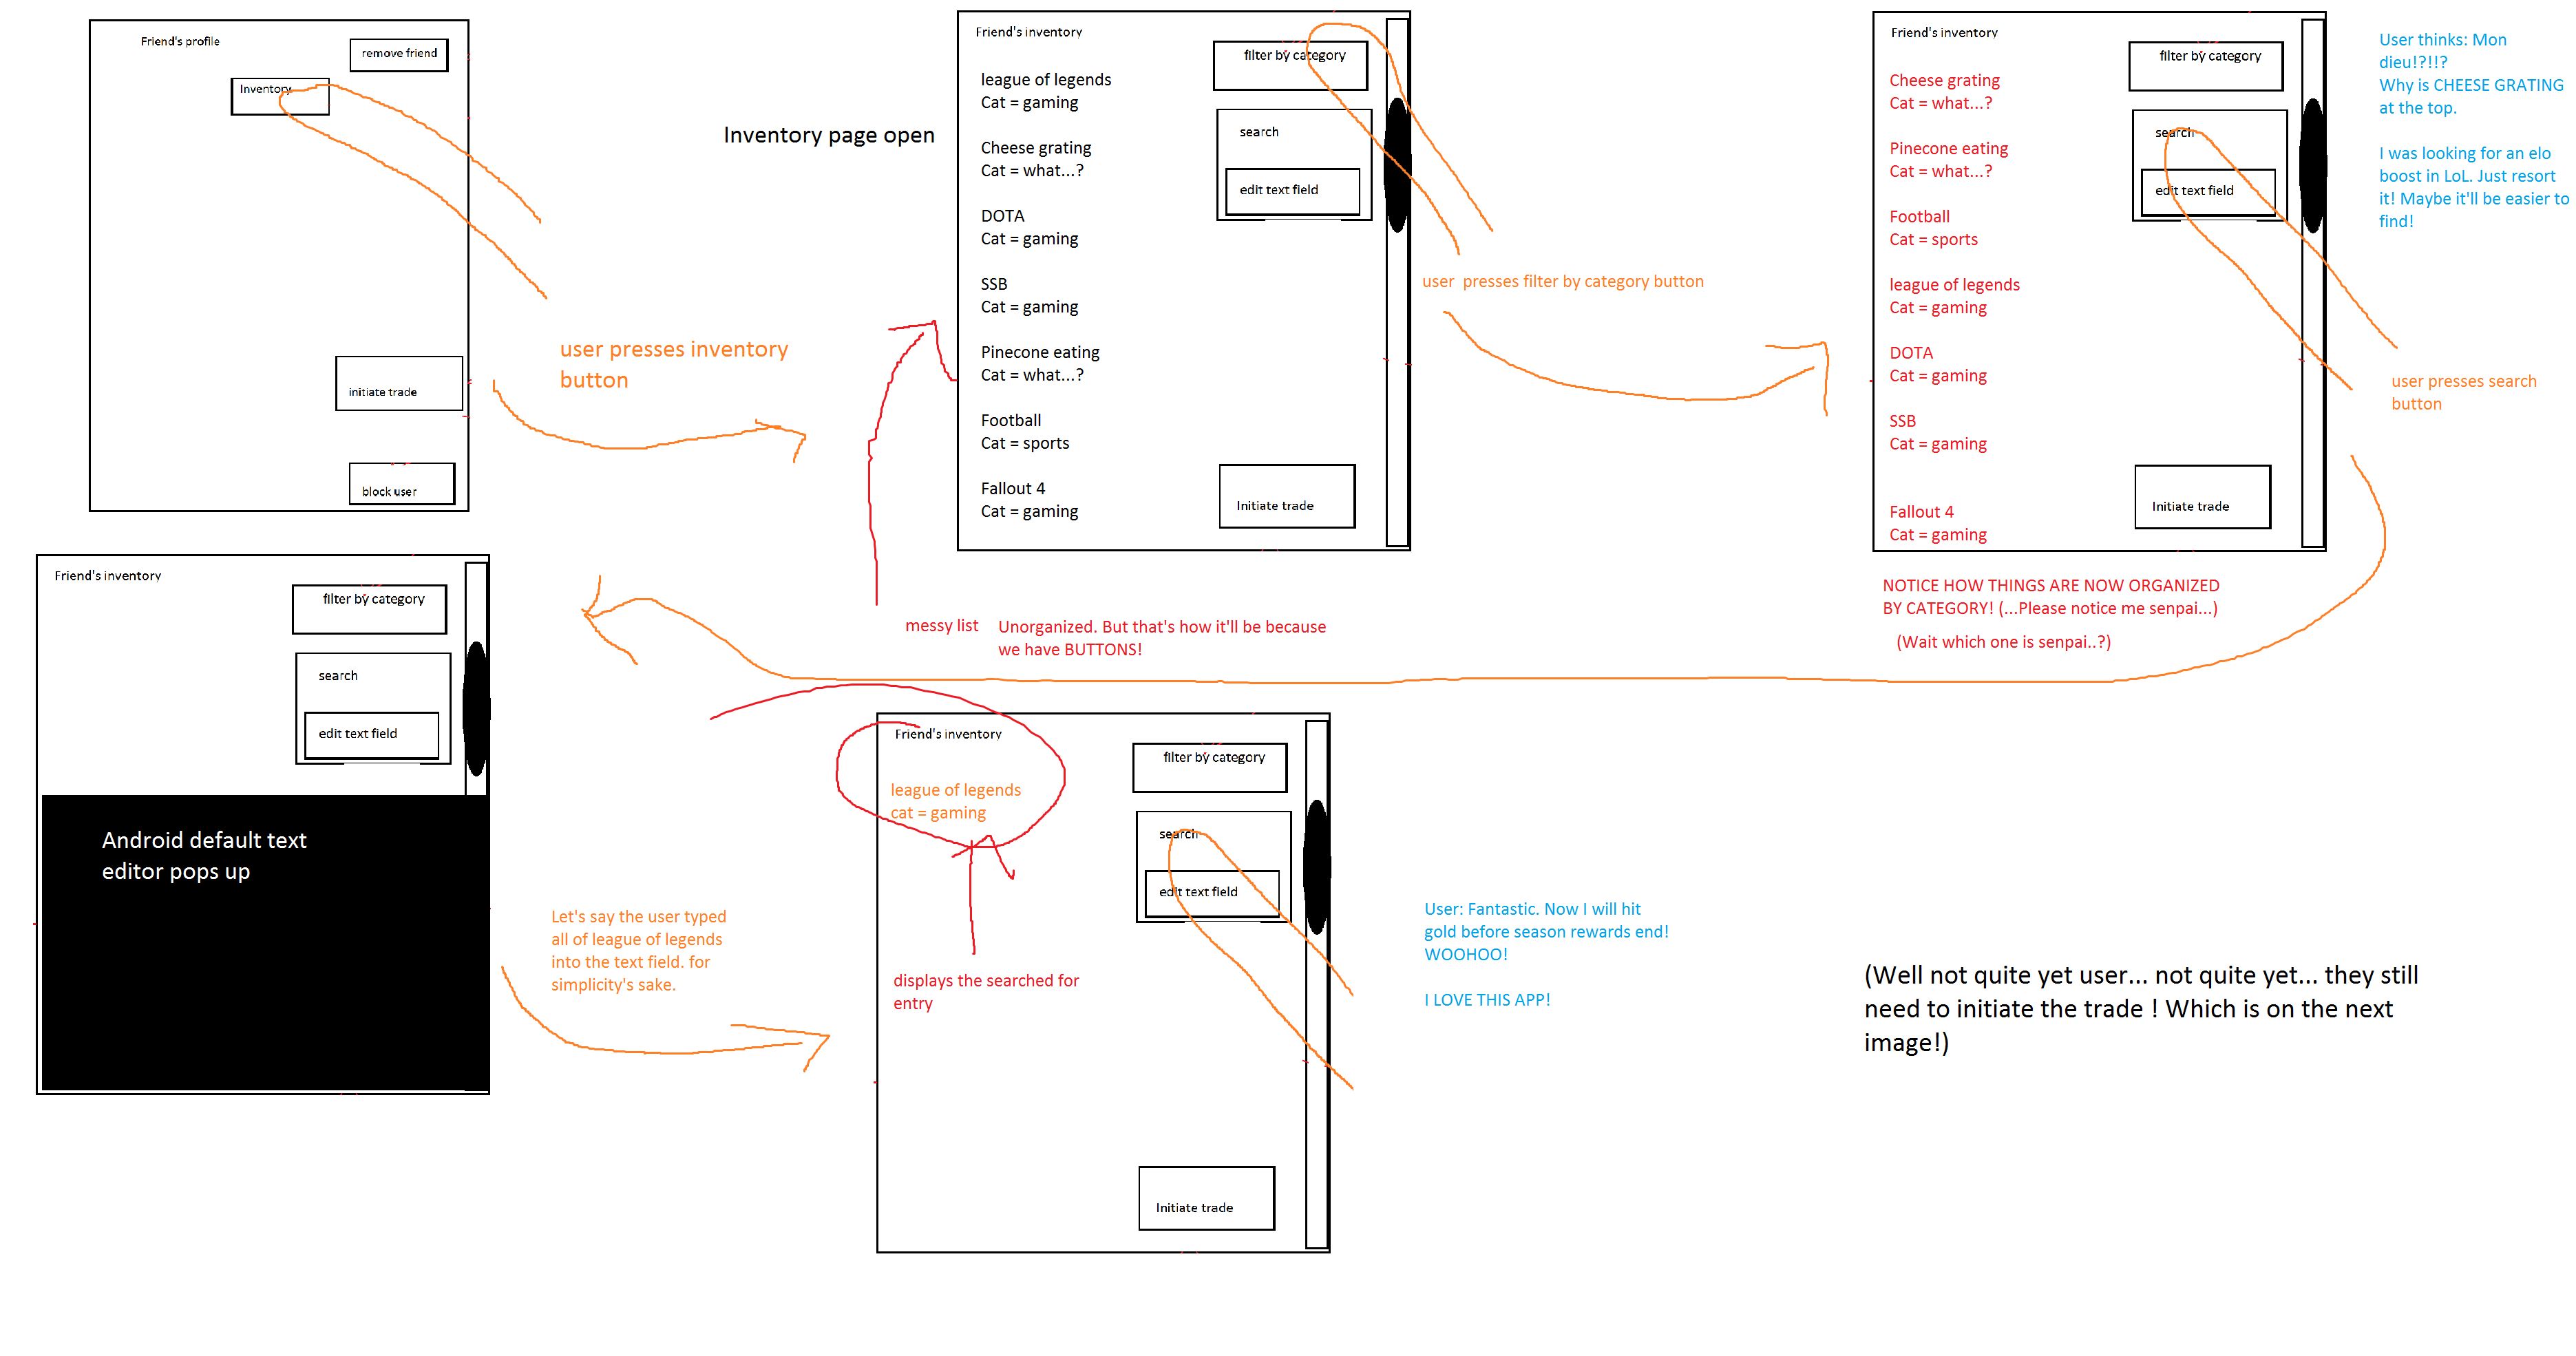 Friend's profile
remove friend
Inventory
initiate trade
block user
user presses inventory
button
Inventory page open
Friend's inventory
filter by category
search
edit text field
league of legends
Cat = gaming
Cheese grating
Cat = what...?
DOTA
Cat = gaming
SSB
Cat = gaming
Pinecone eating
Cat = what...?
Football
Cat = sports
Fallout 4
Cat = gaming
Initiate trade
user  presses filter by category button
messy list
Unorganized. But that's how it'll be because
we have BUTTONS!
Friend's inventory
filter by category
search
edit text field
Cheese grating
Cat = what...?
Pinecone eating
Cat = what...?
Football
Cat = sports
league of legends
Cat = gaming
DOTA
Cat = gaming
SSB
Cat = gaming
Fallout 4
Cat = gaming
Initiate trade
User thinks: Mon
dieu!?!!?
Why is CHEESE GRATING
at the top.
I was looking for an elo
boost in LoL. Just resort
it! Maybe it'll be easier to
find!
user presses search
button
NOTICE HOW THINGS ARE NOW ORGANIZED
BY CATEGORY! (...Please notice me senpai...)
(Wait which one is senpai..?)
Friend's inventory
filter by category
search
edit text field
Android default text
editor pops up
Let's say the user typed
all of league of legends
into the text field. for
simplicity's sake.
Friend's inventory
filter by category
league of legends
cat = gaming
search
edit text field
displays the searched for
entry
Initiate trade
User: Fantastic. Now I will hit
gold before season rewards end!
WOOHOO!
I LOVE THIS APP!
(Well not quite yet user... not quite yet... they still
need to initiate the trade ! Which is on the next
image!)